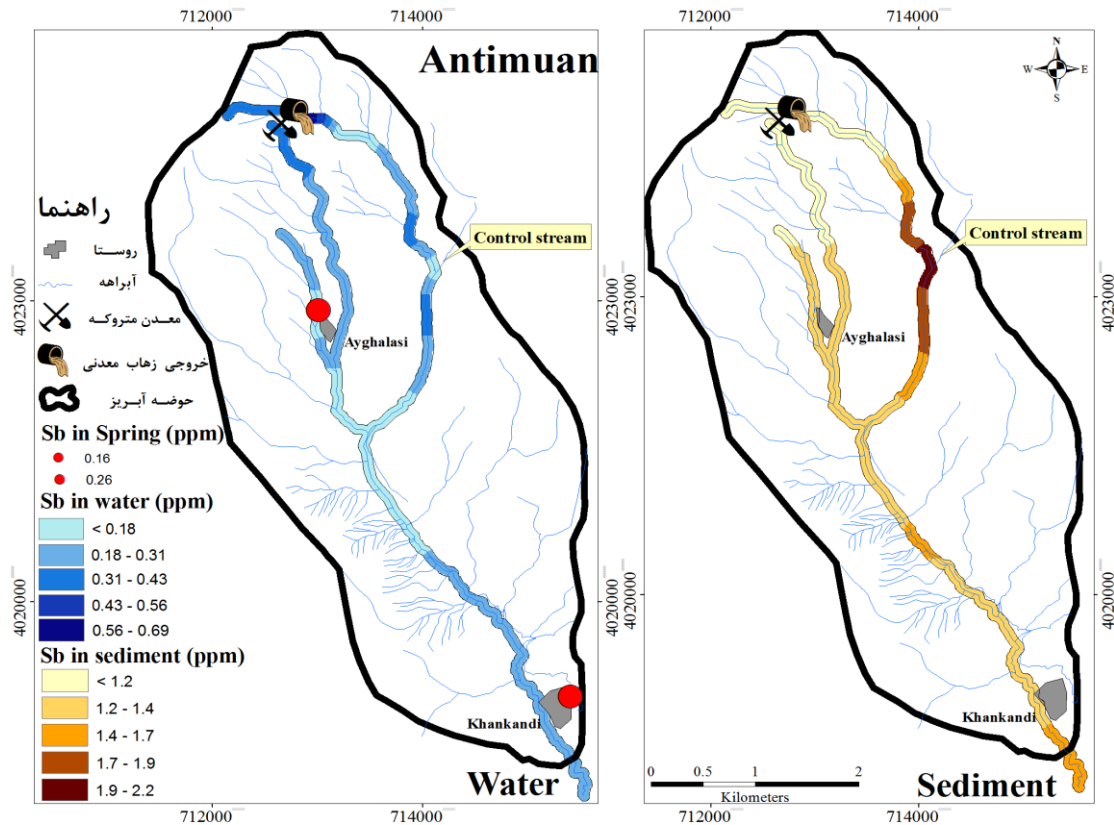 712000
714000
712000
714000
Antimuan
N
W
E
S
Control stream
Control stream
راهنما
روستا
آبراهه
معدن متروکه
خروجی زهاب معدنی
حوضه آبریز
4023000
4023000
Ayghalasi
Ayghalasi
Sb in Spring (ppm)
0.16
0.26
Sb in water (ppm)
< 0.18
0.18 - 0.31
0.31 - 0.43
0.43 - 0.56
0.56 - 0.69
Sb in sediment (ppm)
< 1.2
1.2 - 1.4
1.4 - 1.7
1.7 - 1.9
1.9 - 2.2
4020000
4020000
Khankandi
Khankandi
Water
0 0.5 1 2
Kilometers
Sediment
712000
714000
712000
714000